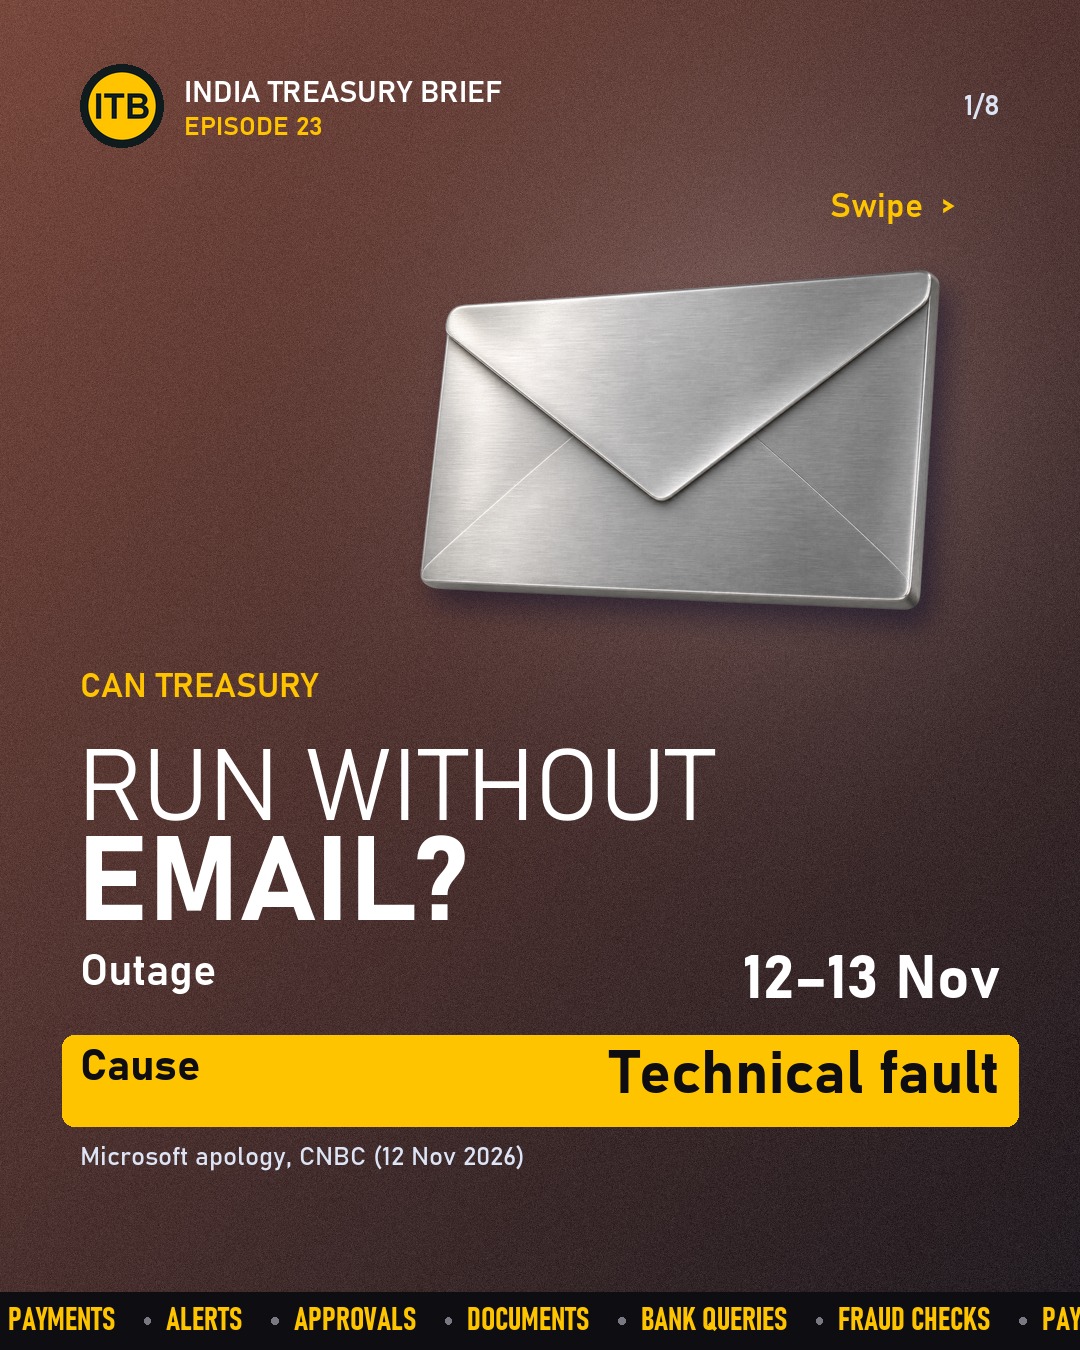 ITB
INDIA TREASURY BRIEF
EPISODE 23
1/8
Swipe >
CAN TREASURY
RUN WITHOUT
EMAIL?
Outage 12–13 Nov
Cause Technical fault
Microsoft apology, CNBC (12 Nov 2026)
PAYMENTS • ALERTS • APPROVALS • DOCUMENTS • BANK QUERIES • FRAUD CHECKS • PAY